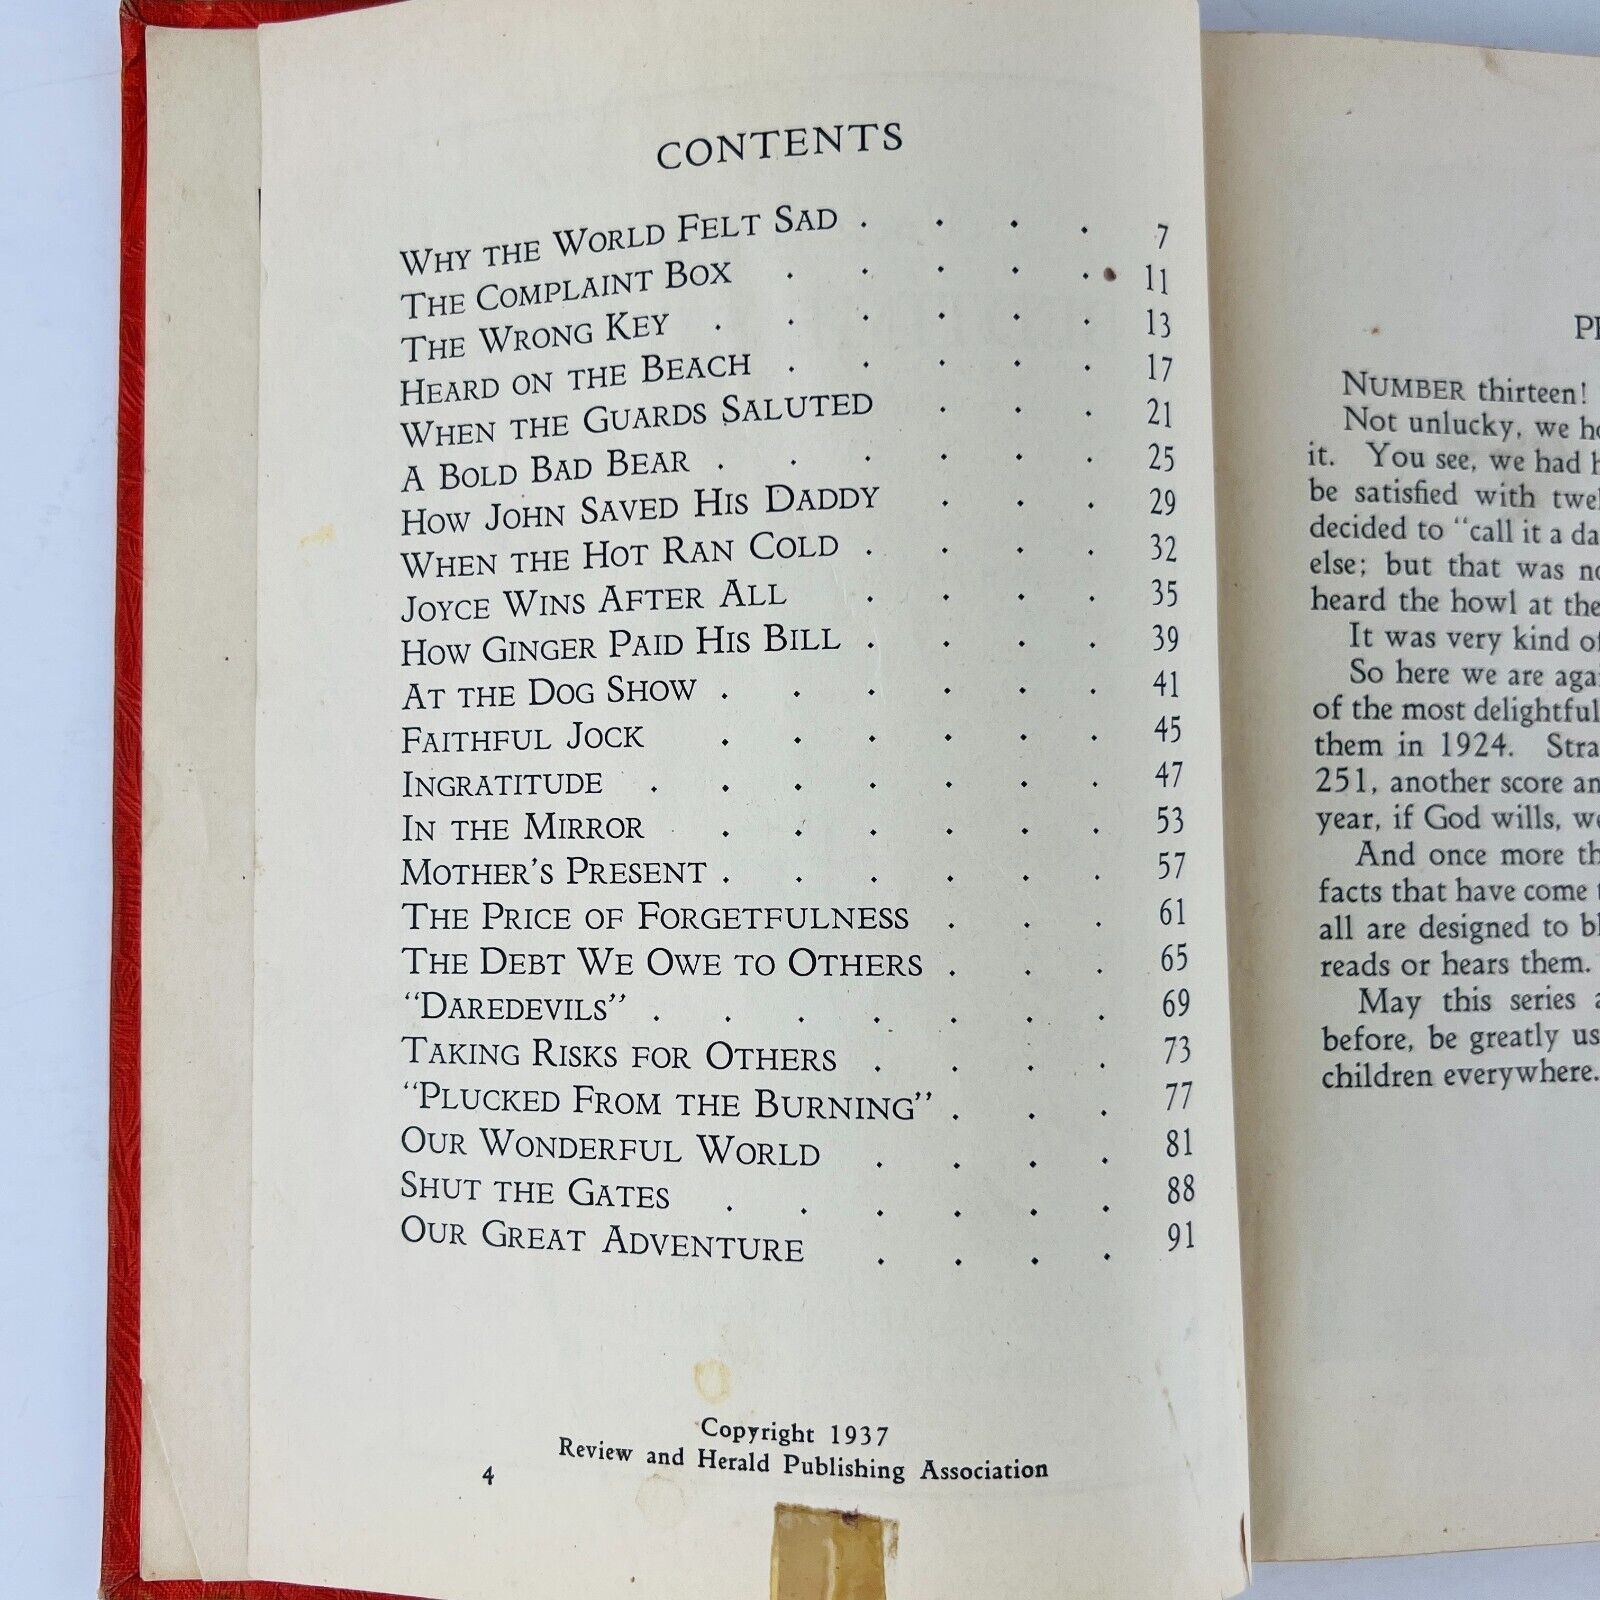 CONTENTS
WHY THE WORLD FELT SAD . . . . 7
THE COMPLAINT BOX . . . . . 11
THE WRONG KEY . . . . . . 13
HEARD ON THE BEACH . . . . . 17
WHEN THE GUARDS SALUTED . . . 21
A BOLD BAD BEAR . . . . . . 25
HOW JOHN SAVED HIS DADDY . . . 29
WHEN THE HOT RAN COLD . . . . 32
JOYCE WINS AFTER ALL . . . . 35
HOW GINGER PAID HIS BILL . . . . 39
AT THE DOG SHOW . . . . . . 41
FAITHFUL JOCK . . . . . . 45
INGRATITUDE . . . . . . . 47
IN THE MIRROR . . . . . . 53
MOTHER'S PRESENT . . . . . . 57
THE PRICE OF FORGETFULNESS . . . 61
THE DEBT WE OWE TO OTHERS . . . 65
"DAREDEVILS" . . . . . . . 69
TAKING RISKS FOR OTHERS . . . . 73
"PLUCKED FROM THE BURNING" . . . 77
OUR WONDERFUL WORLD . . . . 81
SHUT THE GATES . . . . . . 88
OUR GREAT ADVENTURE . . . . 91
Copyright 1937
Review and Herald Publishing Association
4
NUMBER thirteen!
Not unlucky, we
it. You see, we had
be satisfied with
decided to "call it a
else; but that was
heard the howl at the
It was very kind of
So here we are
of the most delightful
them in 1924.
251, another score
year, if God wills,
And once more
facts that have come
all are designed to
reads or hears them.
May this series
before, be greatly
children everywhere.